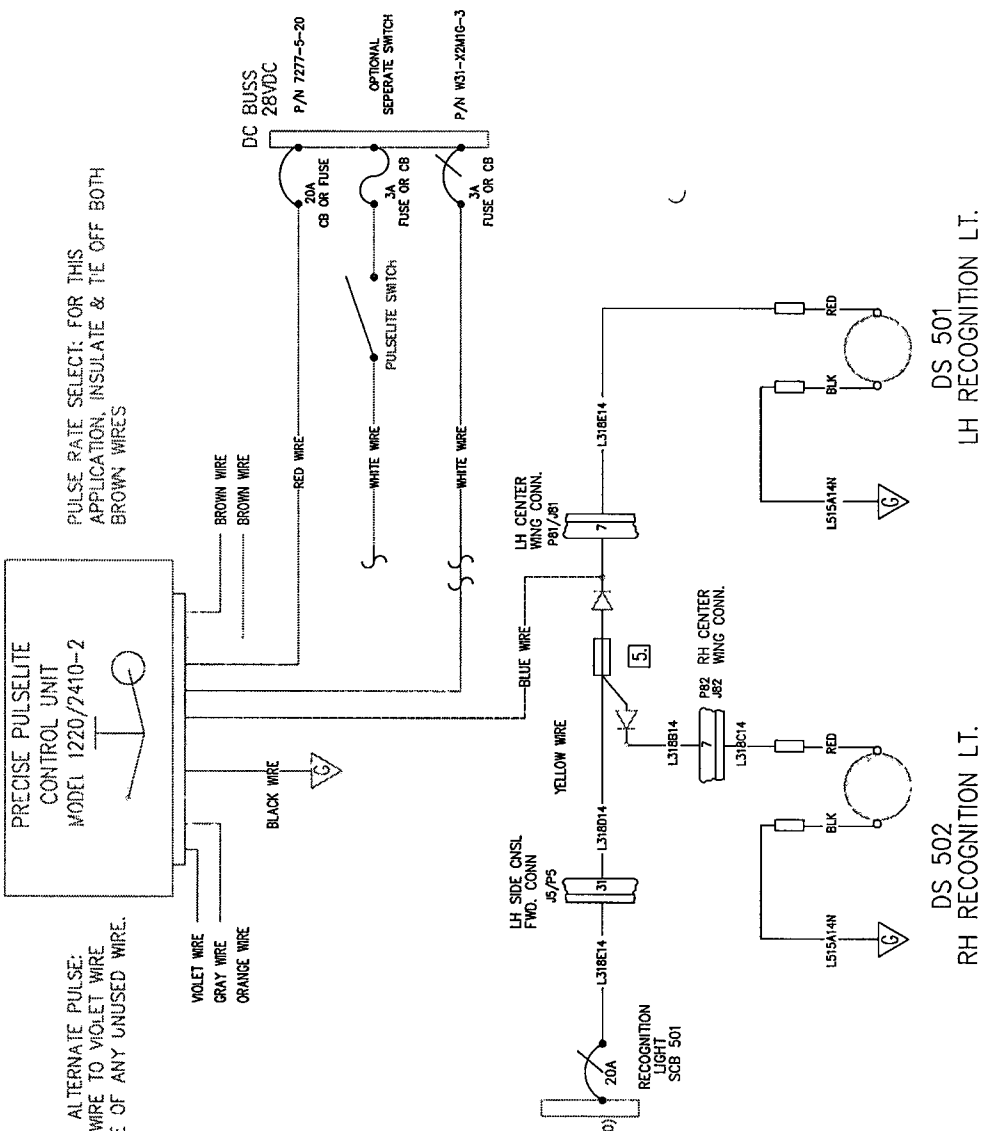 DC BUSS
28VDC
P/N 7277-5-20
OPTIONAL
SEPERATE SWITCH
P/N W31-X2M1G-3
20A
CB OR FUSE
3A
FUSE OR CB
3A
FUSE OR CB
PULSE RATE SELECT: FOR THIS
APPLICATION, INSULATE & TIE OFF BOTH
BROWN WIRES
PULSELITE SWITCH
PRECISE PULSELITE
CONTROL UNIT
MODEL 1220/2410-2
BROWN WIRE
BROWN WIRE
RED WIRE
WHITE WIRE
WHITE WIRE
BLUE WIRE
BLACK WIRE
G
VIOLET WIRE
GRAY WIRE
ORANGE WIRE
ALTERNATE PULSE:
WIRE TO VIOLET WIRE
OF ANY UNUSED WIRE.
LH CENTER
WING CONN.
P81/J81
7
L318E14
RED
BLK
L515A14N
G
DS 501
LH RECOGNITION LT.
5.
YELLOW WIRE
P82 RH CENTER
J82 WING CONN.
L318B14
7
L318C14
RED
BLK
L515A14N
G
DS 502
RH RECOGNITION LT.
LH SIDE CNSL
FWD. CONN
J5/P5
31
L318D14
L318E14
20A
RECOGNITION
LIGHT
SCB 501